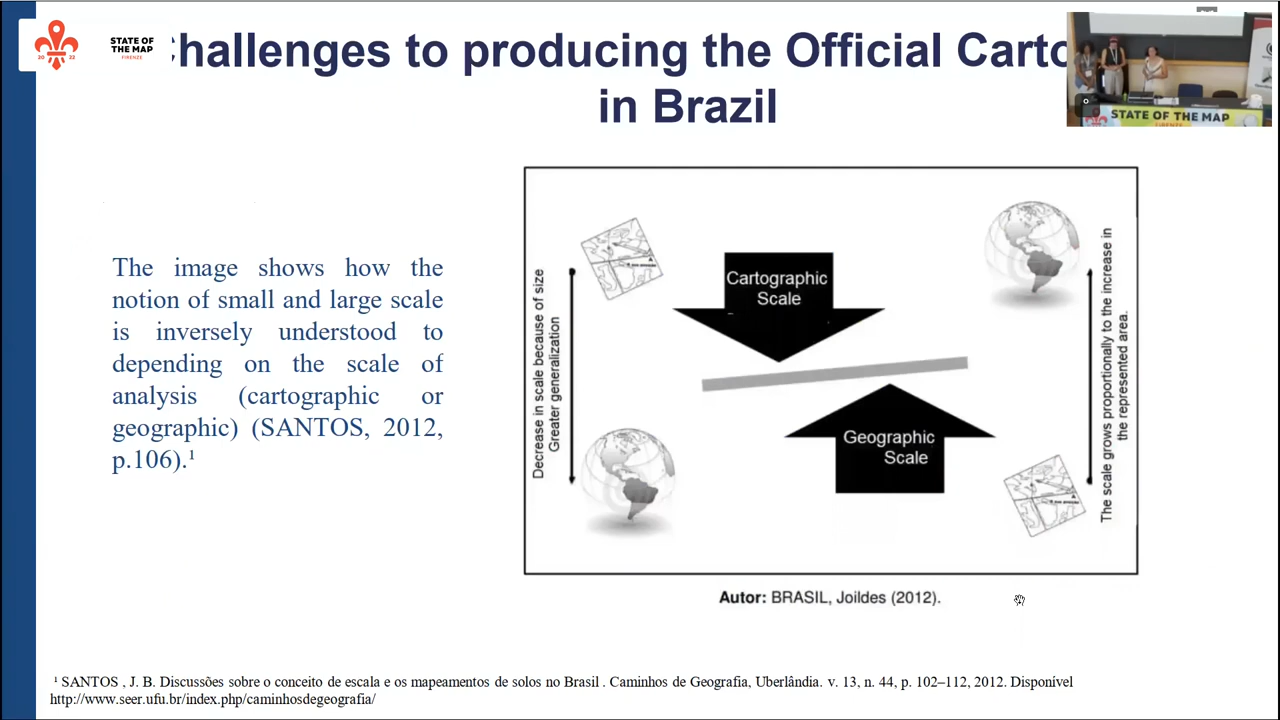 STATE OF
THE MAP
FIRENZE
20 22
hallenges to producing the Official Carto
in Brazil
STATE OF THE MAP
FIRENZE
The image shows how the
notion of small and large scale
is inversely understood to
depending on the scale of
analysis (cartographic or
geographic) (SANTOS, 2012,
p.106).¹
Decrease in scale because of size
Greater generalization
Cartographic
Scale
Geographic
Scale
The scale grows proportionally to the increase in
the represented area.
Autor: BRASIL, Joildes (2012).
¹ SANTOS , J. B. Discussões sobre o conceito de escala e os mapeamentos de solos no Brasil . Caminhos de Geografia, Uberlândia. v. 13, n. 44, p. 102–112, 2012. Disponível
http://www.seer.ufu.br/index.php/caminhosdegeografia/